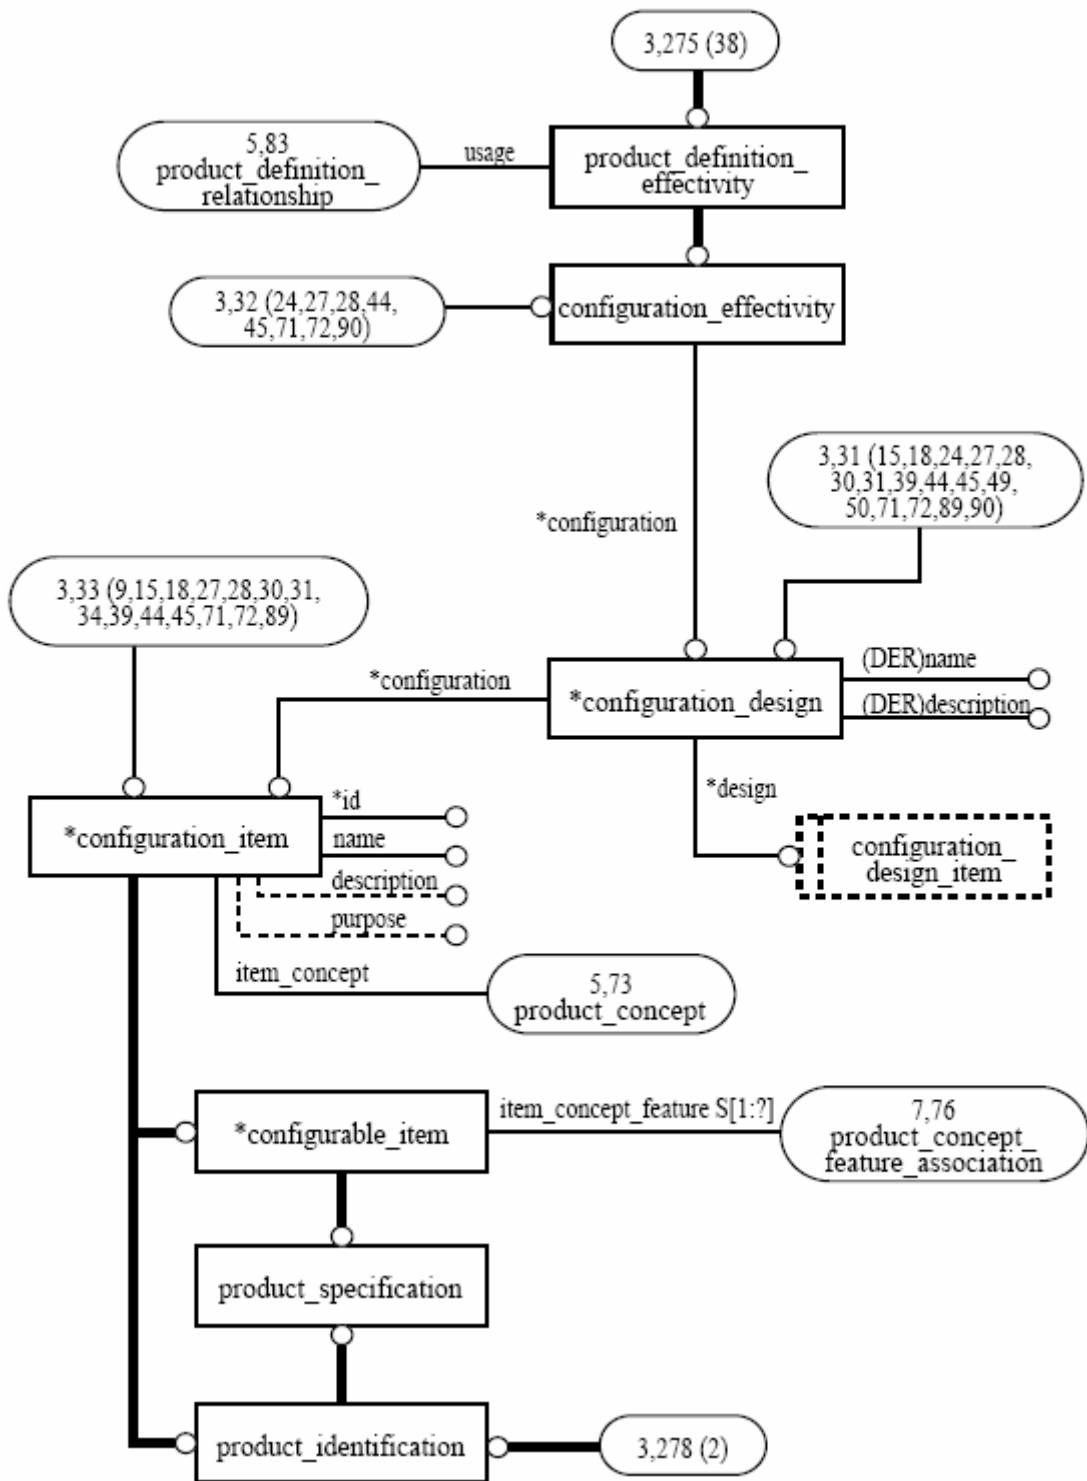 3,275 (38)
5,83
product_definition_
relationship
usage
product_definition_
effectivity
3,32 (24,27,28,44,
45,71,72,90)
configuration_effectivity
3,31 (15,18,24,27,28,
30,31,39,44,45,49,
50,71,72,89,90)
*configuration
3,33 (9,15,18,27,28,30,31,
34,39,44,45,71,72,89)
*configuration
*configuration_design
(DER)name
(DER)description
*design
configuration_
design_item
*configuration_item
*id
name
description
purpose
item_concept
5,73
product_concept
*configurable_item
item_concept_feature S[1:?]
7,76
product_concept_
feature_association
product_specification
product_identification
3,278 (2)